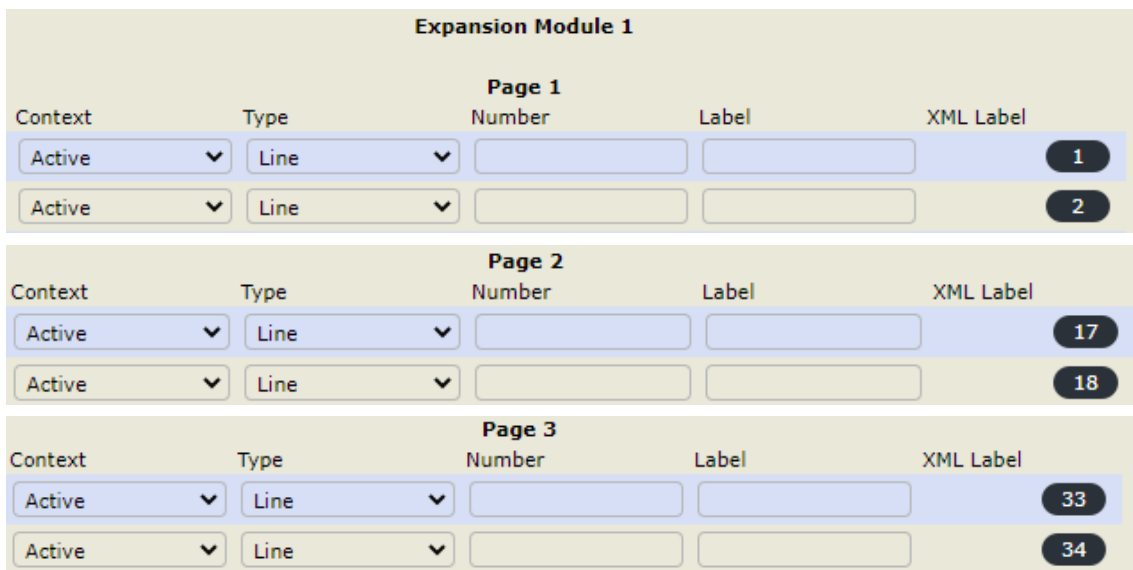 Expansion Module 1
Page 1
Context Type Number Label XML Label
Active Line 1
Active Line 2
Page 2
Context Type Number Label XML Label
Active Line 17
Active Line 18
Page 3
Context Type Number Label XML Label
Active Line 33
Active Line 34